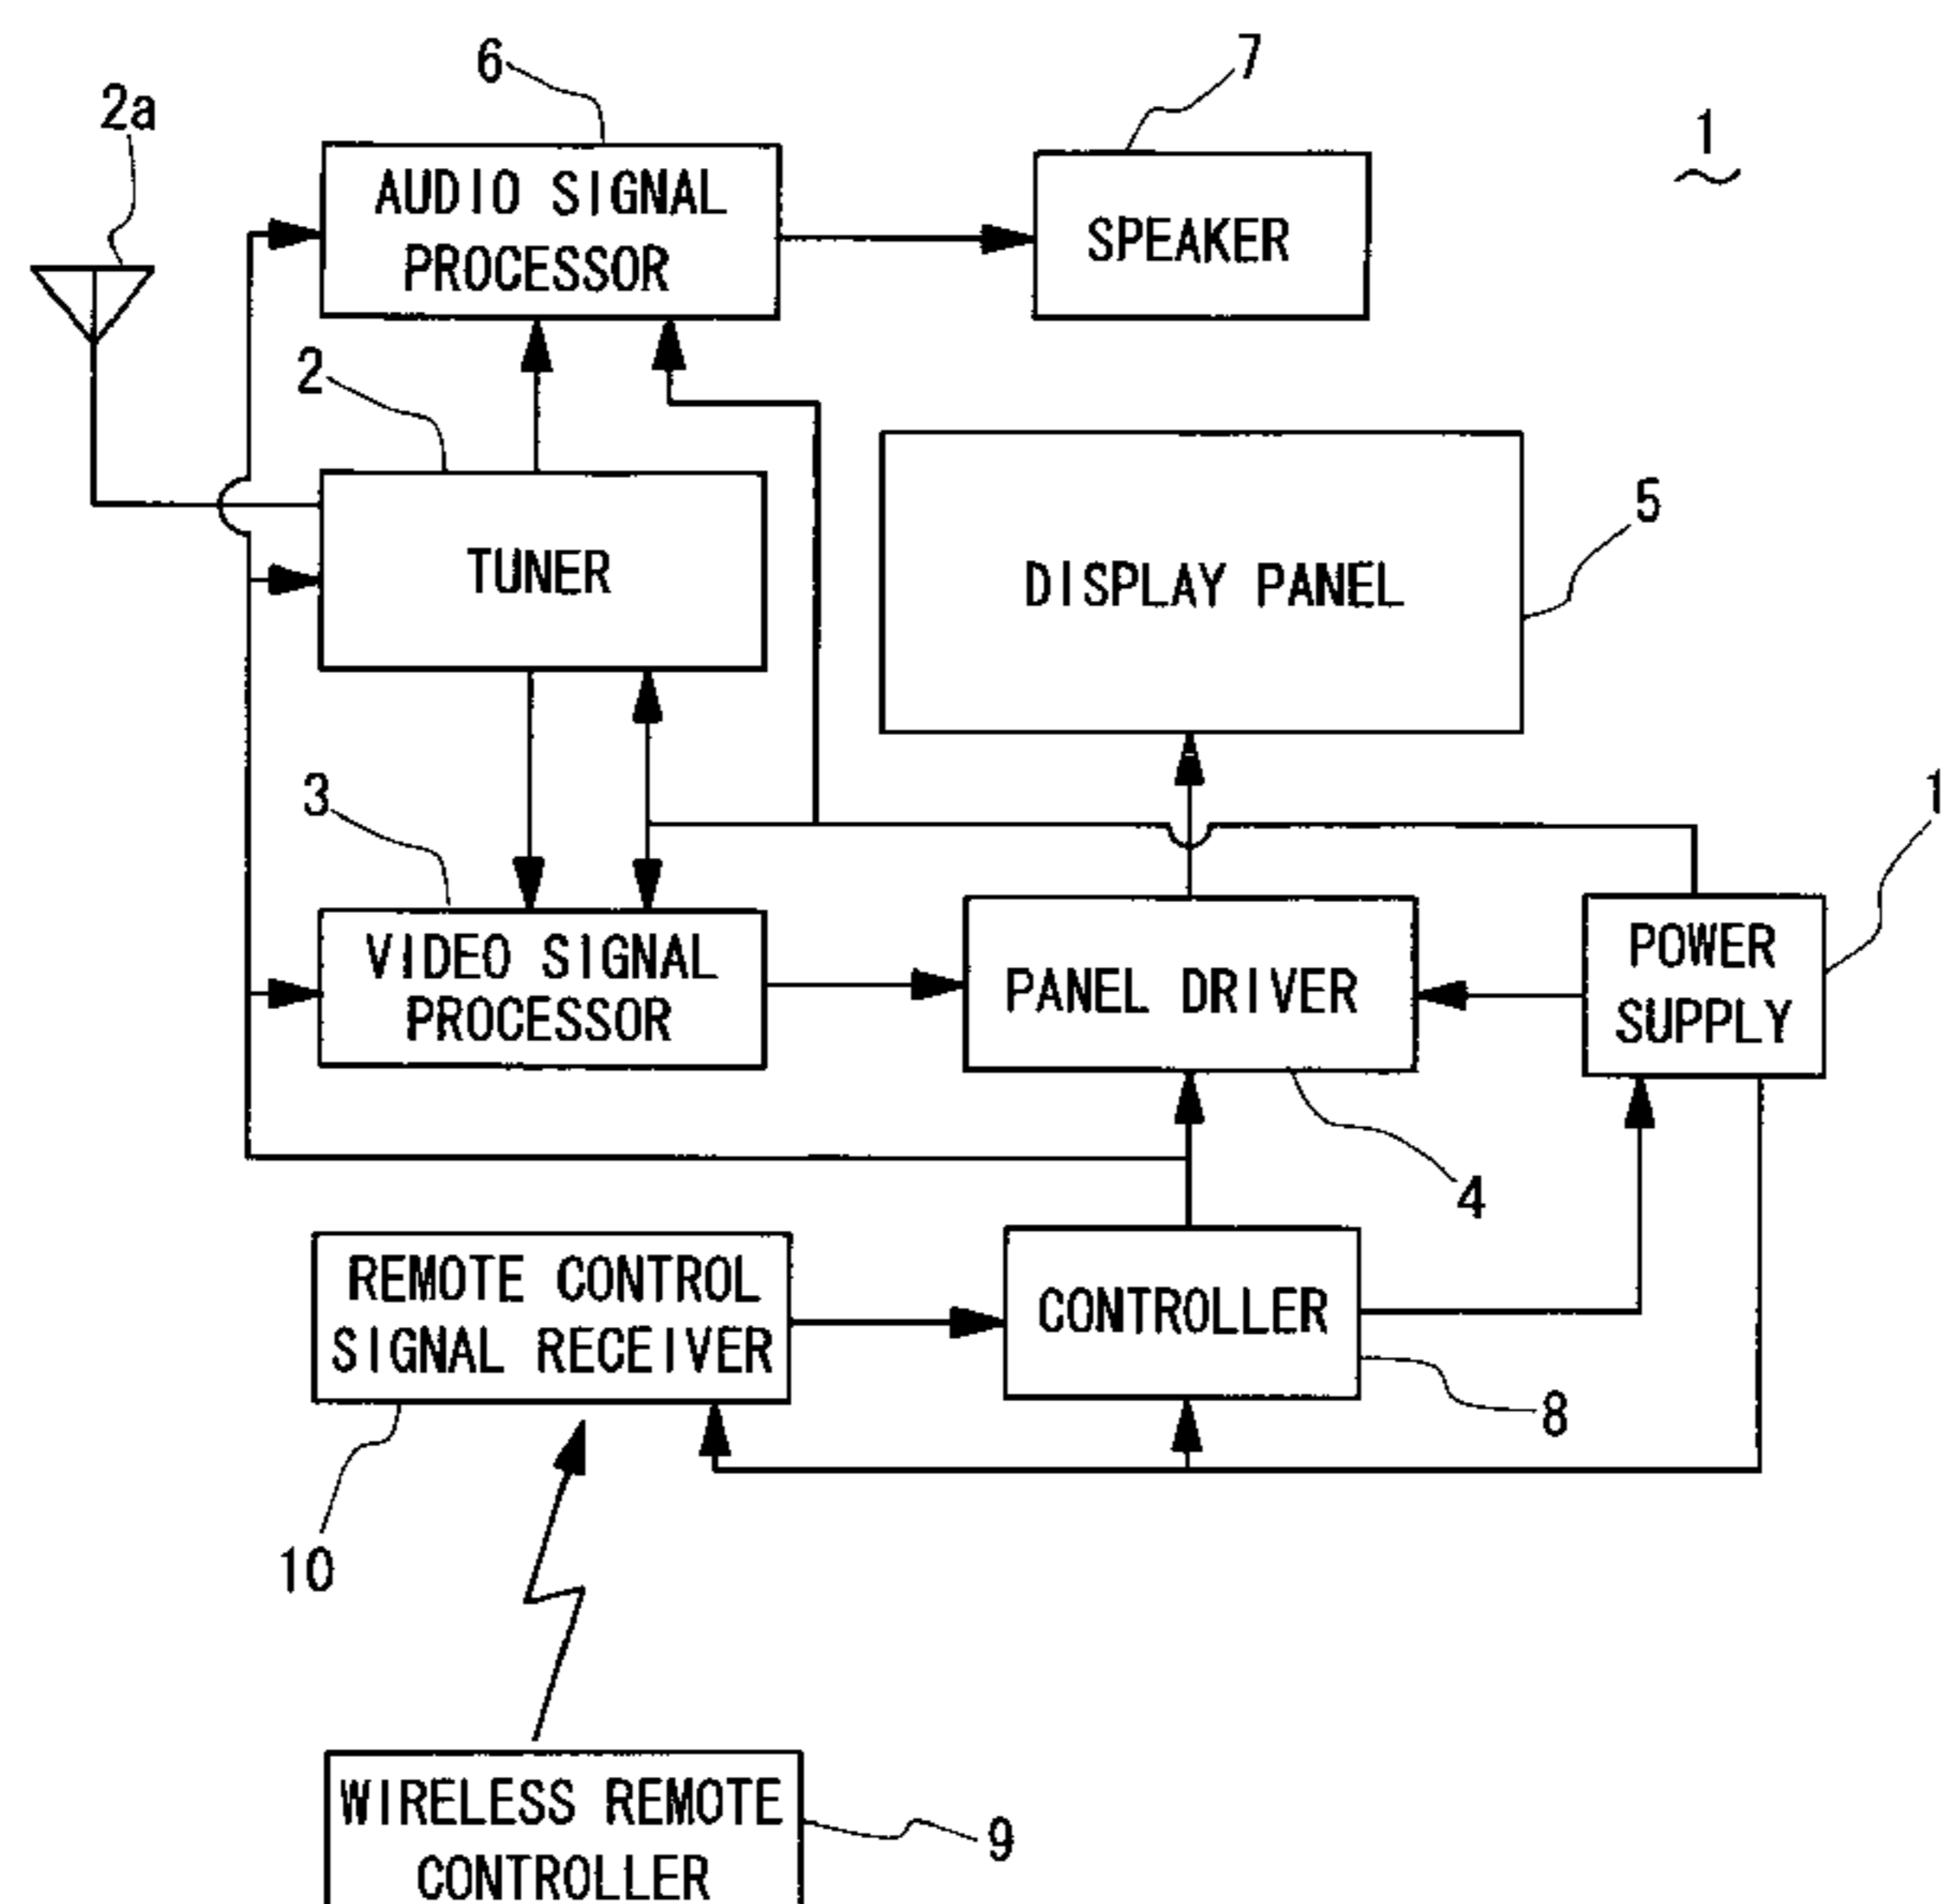 6
7
2a
1
AUDIO SIGNAL
PROCESSOR
SPEAKER
2
5
TUNER
DISPLAY PANEL
3
1
VIDEO SIGNAL
PROCESSOR
PANEL DRIVER
POWER
SUPPLY
4
REMOTE CONTROL
SIGNAL RECEIVER
CONTROLLER
8
10
WIRELESS REMOTE
CONTROLLER
9